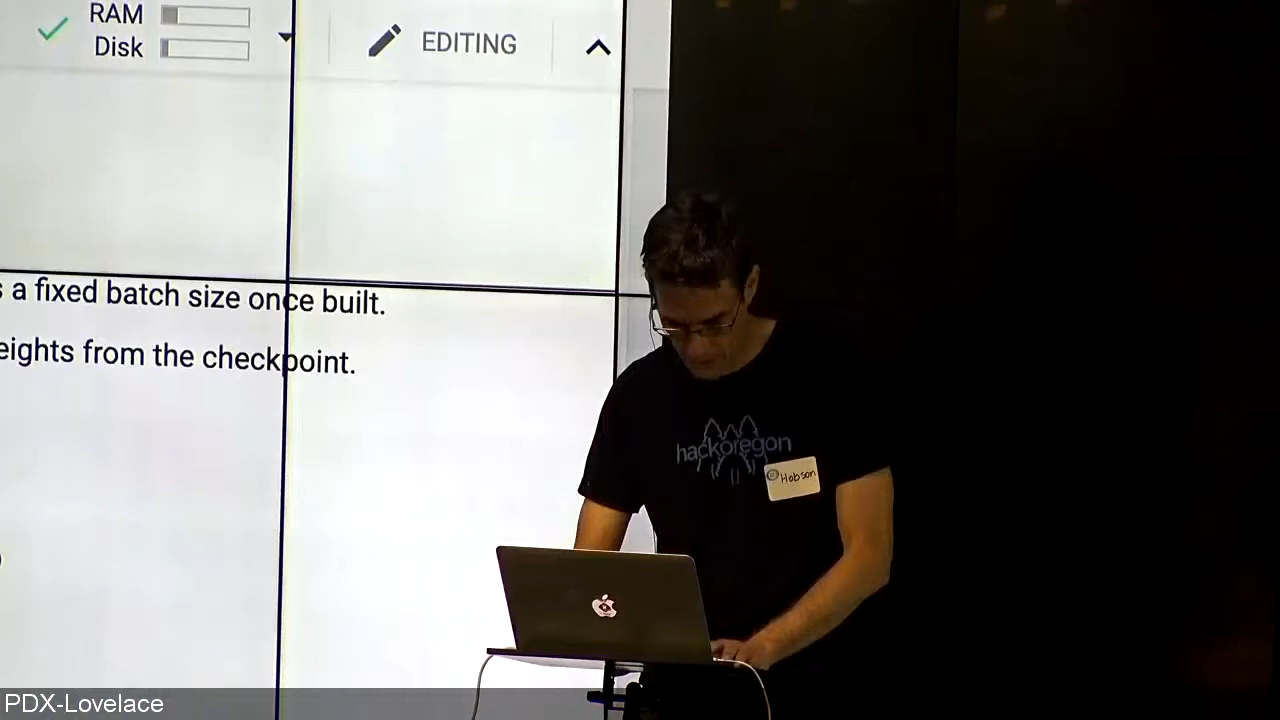 RAM
Disk
EDITING
s a fixed batch size once built.
eights from the checkpoint.
hackoregon
Hobson
PDX-Lovelace